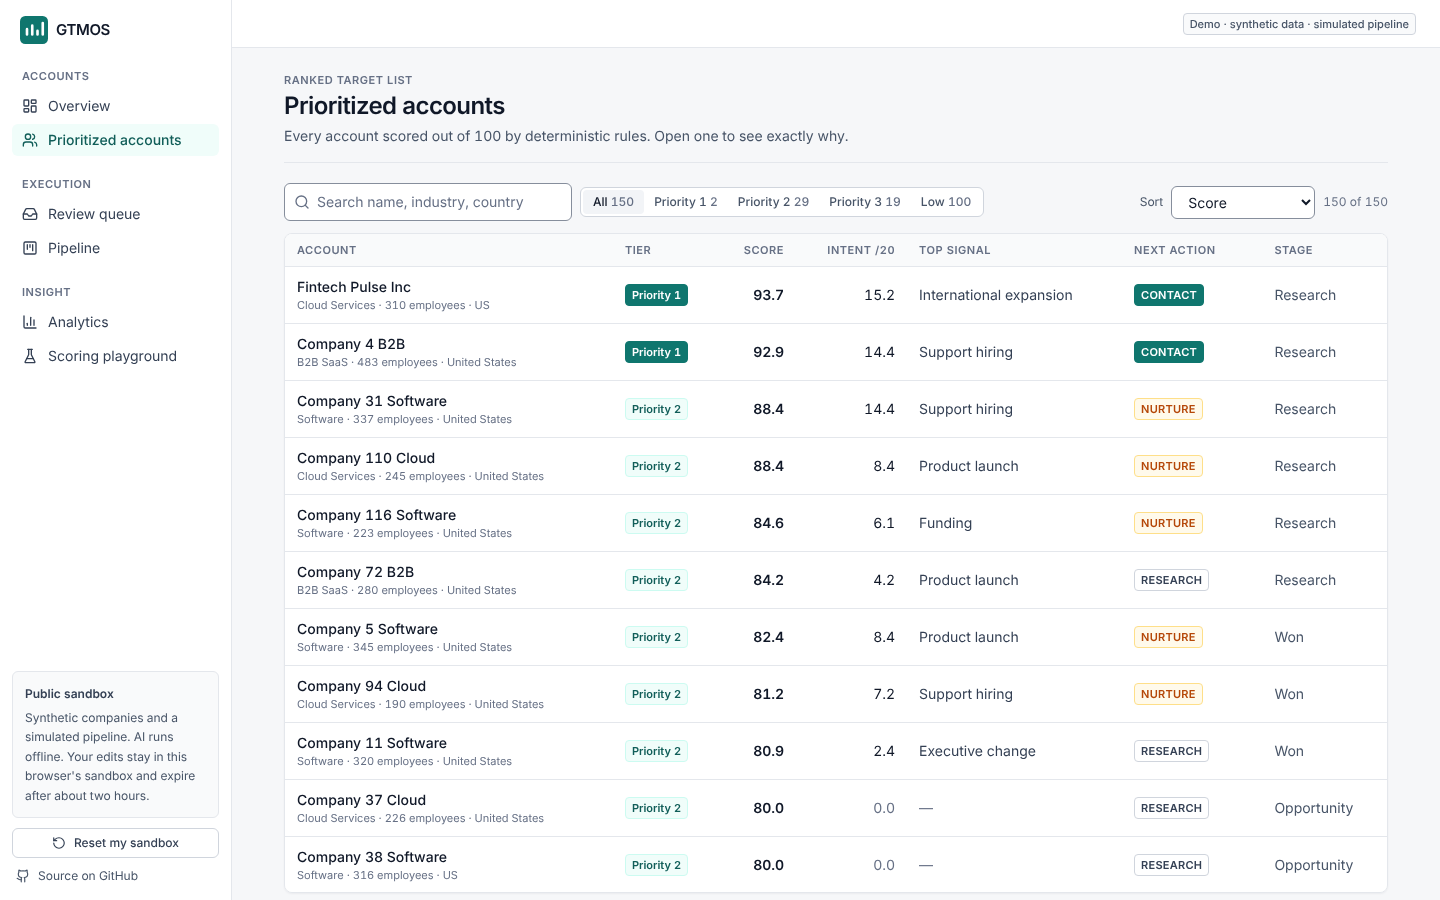 GTMOS
Demo · synthetic data · simulated pipeline
ACCOUNTS
Overview
Prioritized accounts
EXECUTION
Review queue
Pipeline
INSIGHT
Analytics
Scoring playground
Public sandbox
Synthetic companies and a
simulated pipeline. AI runs
offline. Your edits stay in this
browser's sandbox and expire
after about two hours.
Reset my sandbox
Source on GitHub
RANKED TARGET LIST
Prioritized accounts
Every account scored out of 100 by deterministic rules. Open one to see exactly why.
Search name, industry, country
All 150 Priority 1 2 Priority 2 29 Priority 3 19 Low 100
Sort Score 150 of 150
ACCOUNT TIER SCORE INTENT /20 TOP SIGNAL NEXT ACTION STAGE
Fintech Pulse Inc Priority 1 93.7 15.2 International expansion CONTACT Research
Cloud Services · 310 employees · US
Company 4 B2B Priority 1 92.9 14.4 Support hiring CONTACT Research
B2B SaaS · 483 employees · United States
Company 31 Software Priority 2 88.4 14.4 Support hiring NURTURE Research
Software · 337 employees · United States
Company 110 Cloud Priority 2 88.4 8.4 Product launch NURTURE Research
Cloud Services · 245 employees · United States
Company 116 Software Priority 2 84.6 6.1 Funding NURTURE Research
Software · 223 employees · United States
Company 72 B2B Priority 2 84.2 4.2 Product launch RESEARCH Research
B2B SaaS · 280 employees · United States
Company 5 Software Priority 2 82.4 8.4 Product launch NURTURE Won
Software · 345 employees · United States
Company 94 Cloud Priority 2 81.2 7.2 Support hiring NURTURE Won
Cloud Services · 190 employees · United States
Company 11 Software Priority 2 80.9 2.4 Executive change RESEARCH Won
Software · 320 employees · United States
Company 37 Cloud Priority 2 80.0 0.0 — RESEARCH Opportunity
Cloud Services · 226 employees · United States
Company 38 Software Priority 2 80.0 0.0 — RESEARCH Opportunity
Software · 316 employees · US